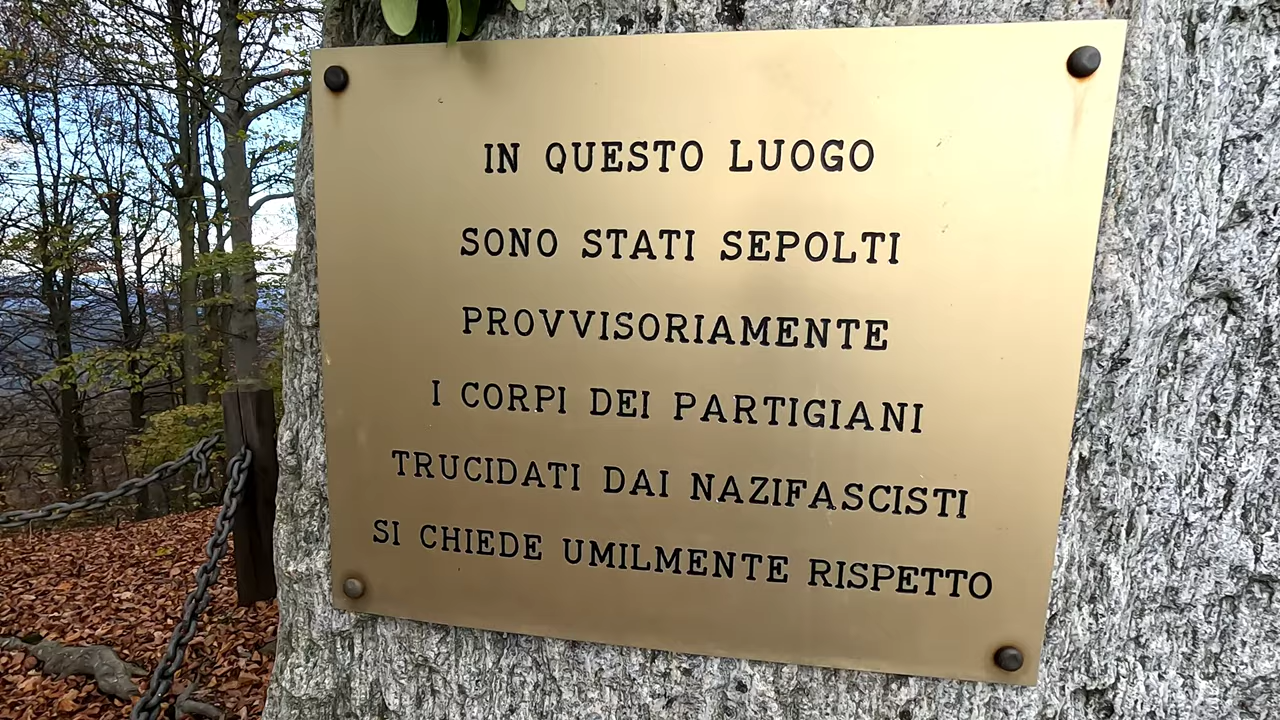 IN QUESTO LUOGO
SONO STATI SEPOLTI
PROVVISORIAMENTE
I CORPI DEI PARTIGIANI
TRUCIDATI DAI NAZIFASCISTI
SI CHIEDE UMILMENTE RISPETTO